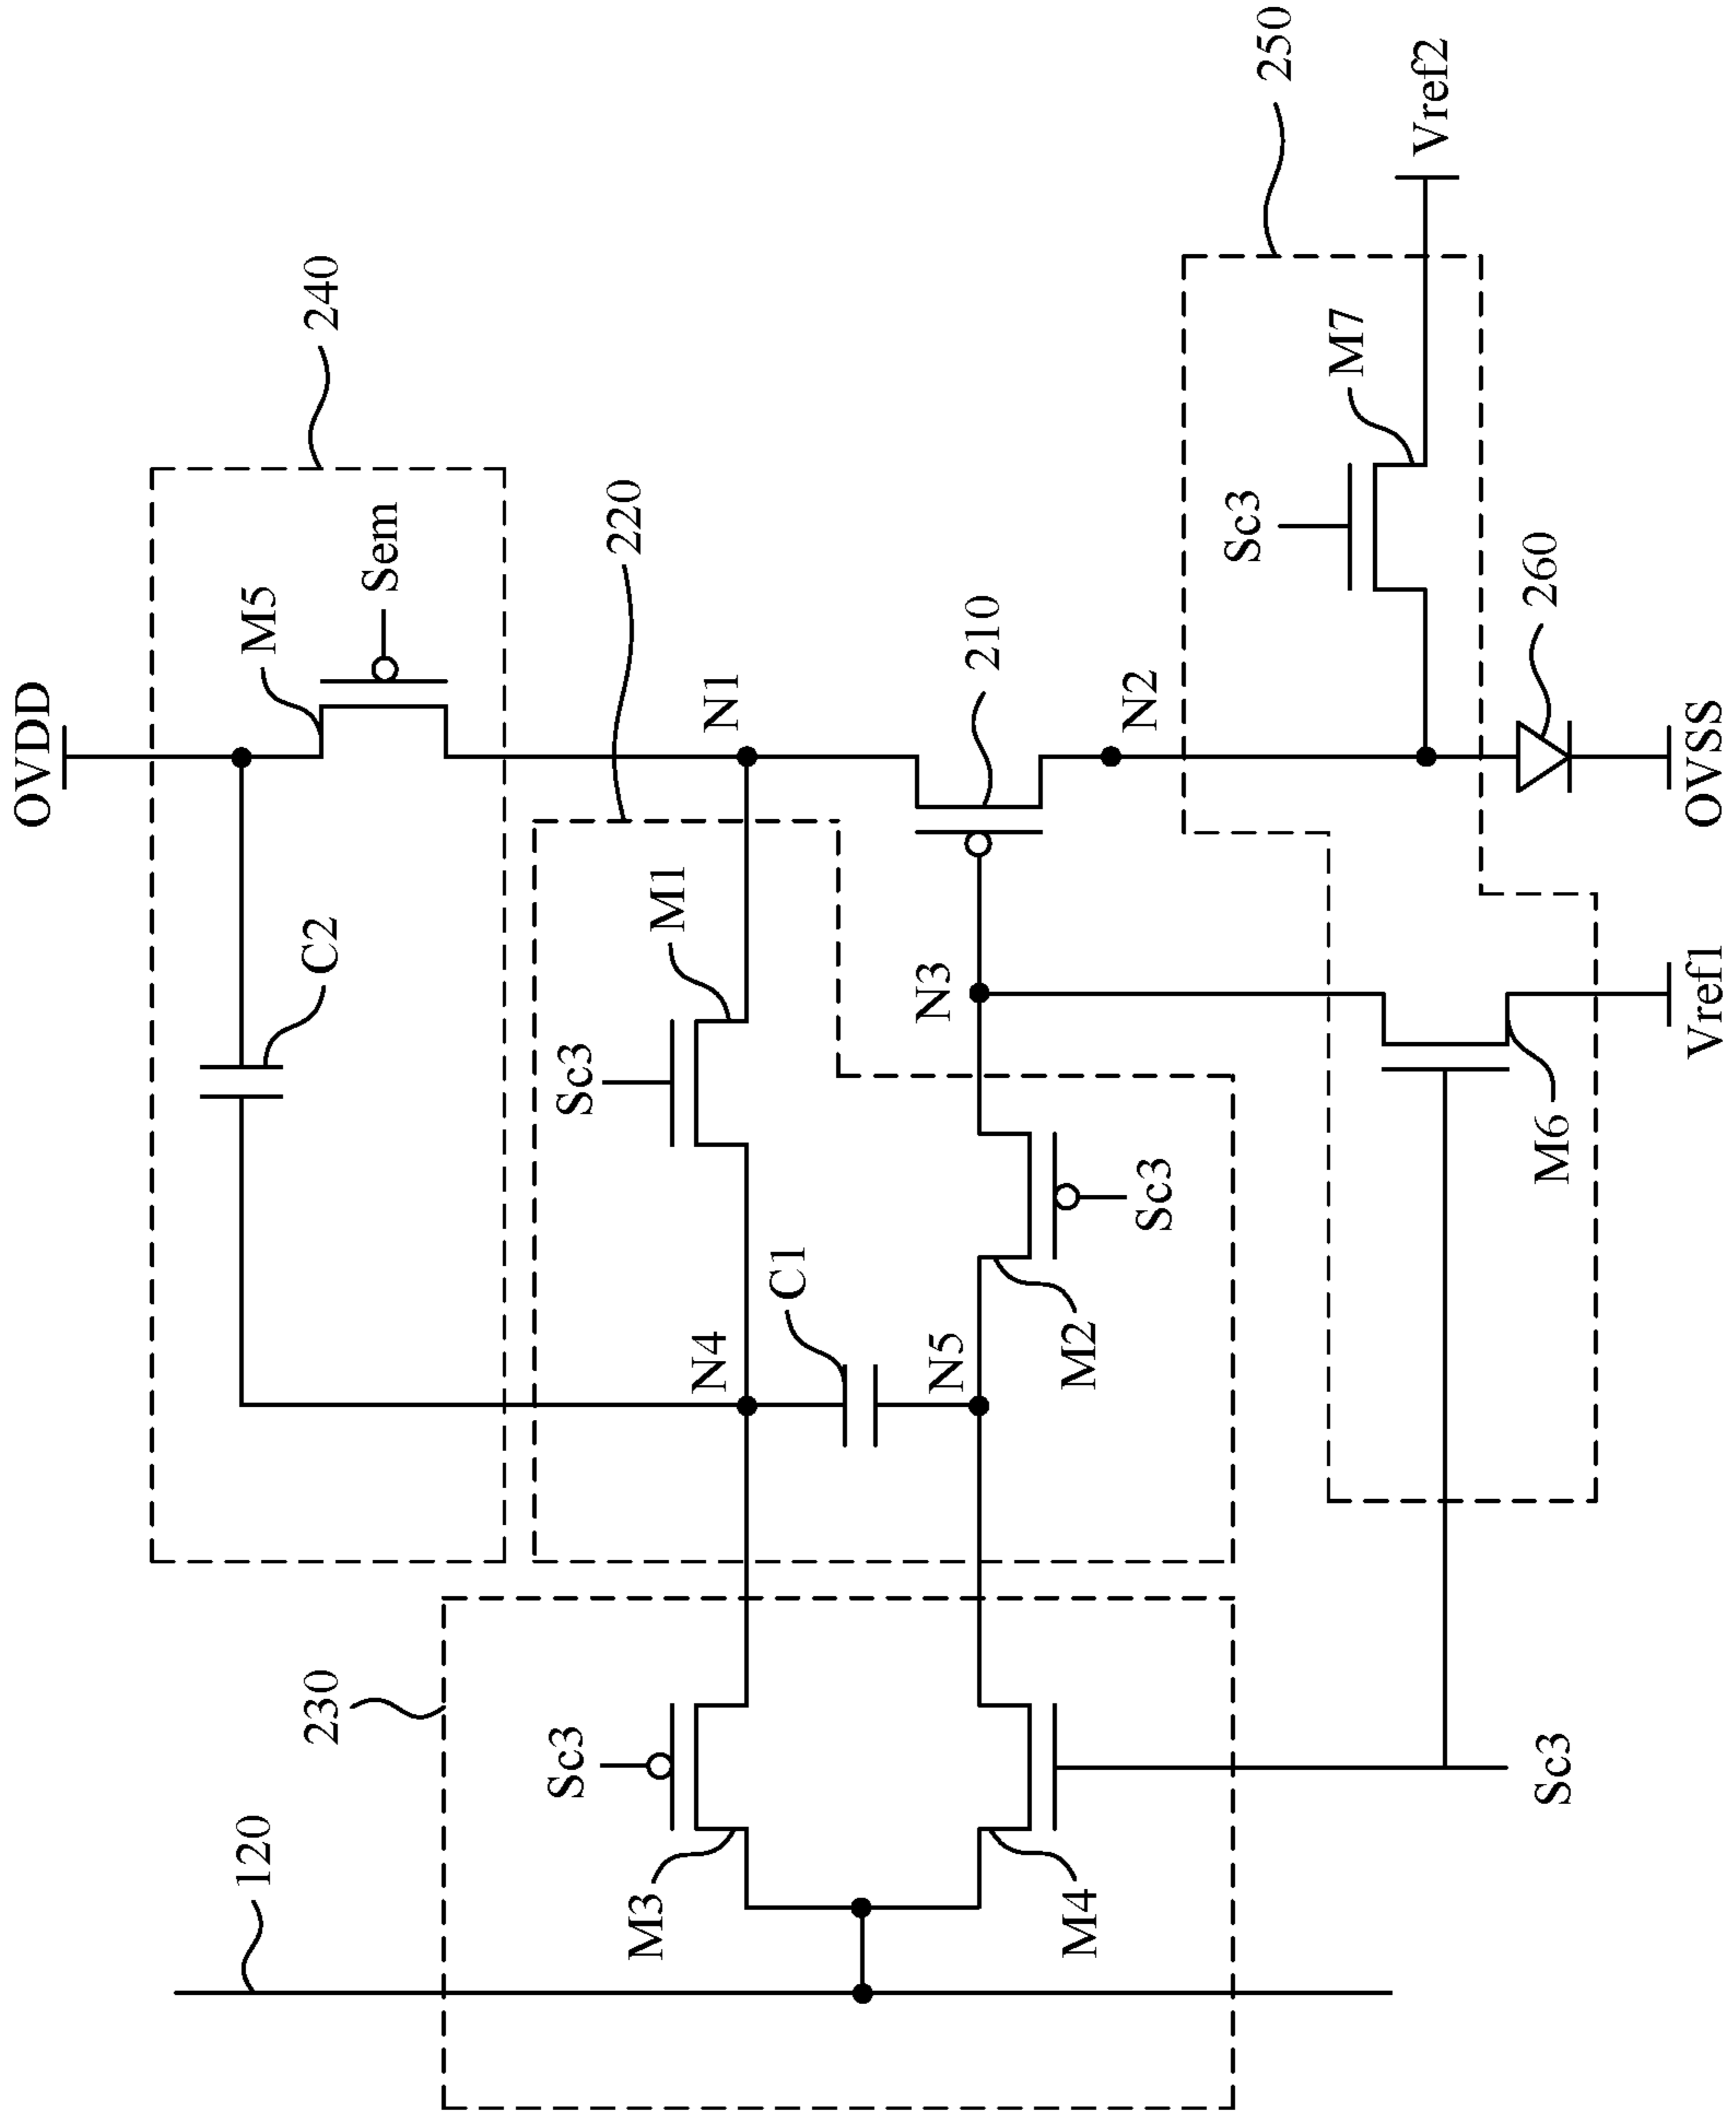 OVDD
240
M5
Sem
C2
220
250
Vref2
N1
M1
Sc3
210
N2
Sc3
M7
N3
260
OVSS
N4
C1
N5
M2
Sc3
M6
Vref1
230
Sc3
120
M3
M4
Sc3